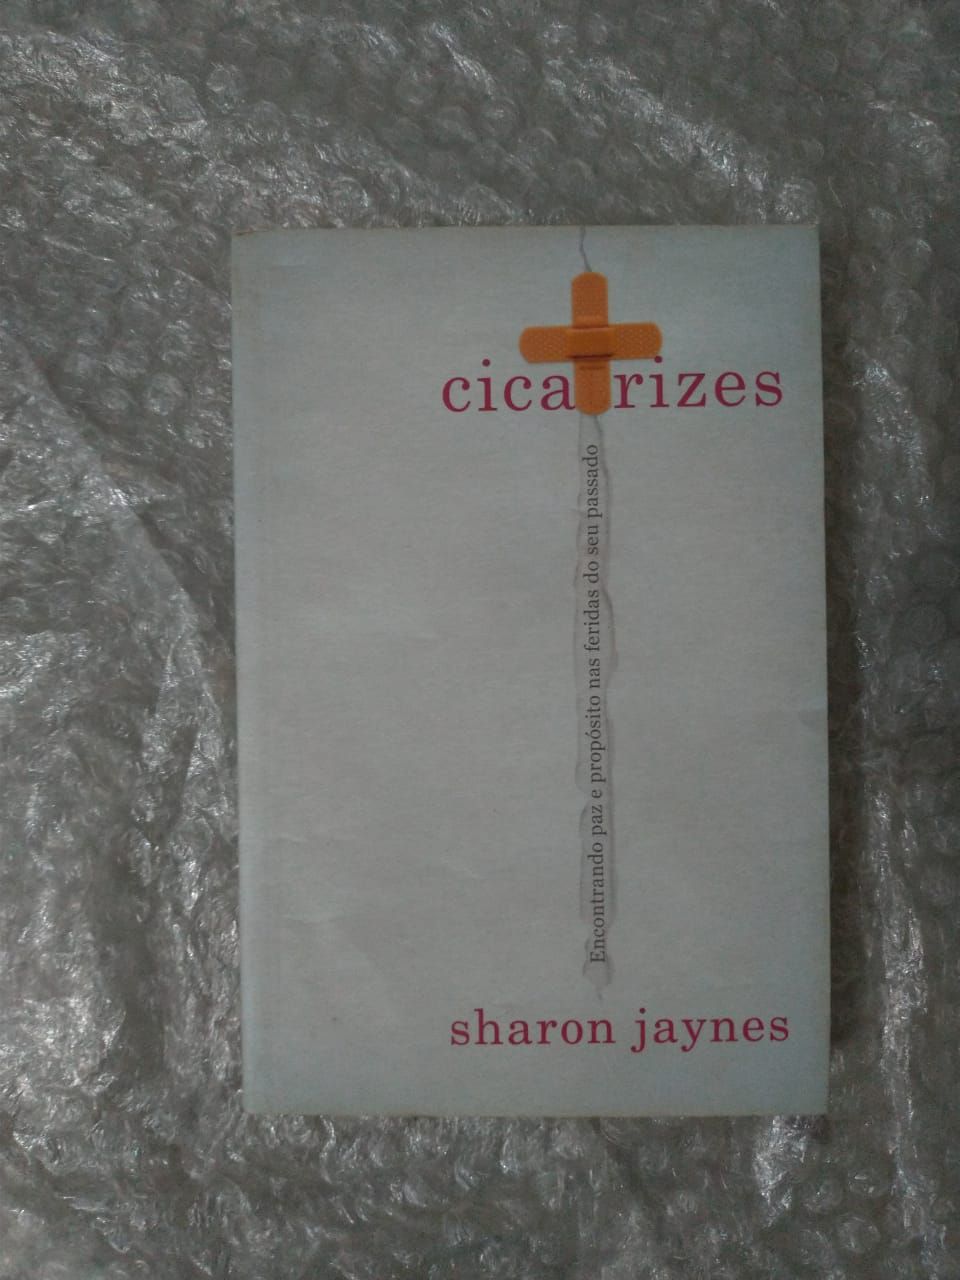 cicatrizes
Encontrando paz e propósito nas feridas do seu passado
sharon jaynes